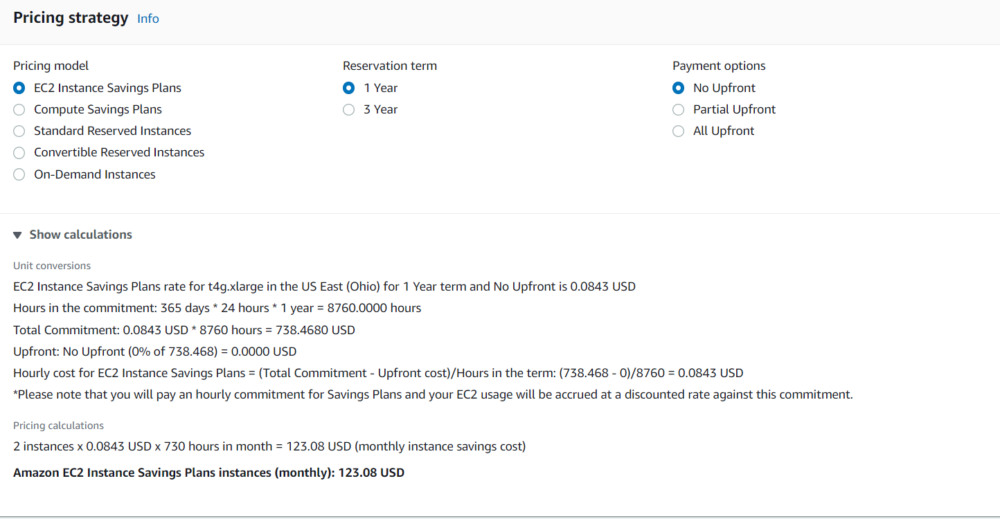 Pricing strategy Info
Pricing model
EC2 Instance Savings Plans
Compute Savings Plans
Standard Reserved Instances
Convertible Reserved Instances
On-Demand Instances
Reservation term
1 Year
3 Year
Payment options
No Upfront
Partial Upfront
All Upfront
Show calculations
Unit conversions
EC2 Instance Savings Plans rate for t4g.xlarge in the US East (Ohio) for 1 Year term and No Upfront is 0.0843 USD
Hours in the commitment: 365 days * 24 hours * 1 year = 8760.0000 hours
Total Commitment: 0.0843 USD * 8760 hours = 738.4680 USD
Upfront: No Upfront (0% of 738.468) = 0.0000 USD
Hourly cost for EC2 Instance Savings Plans = (Total Commitment - Upfront cost)/Hours in the term: (738.468 - 0)/8760 = 0.0843 USD
*Please note that you will pay an hourly commitment for Savings Plans and your EC2 usage will be accrued at a discounted rate against this commitment.
Pricing calculations
2 instances x 0.0843 USD x 730 hours in month = 123.08 USD (monthly instance savings cost)
Amazon EC2 Instance Savings Plans instances (monthly): 123.08 USD